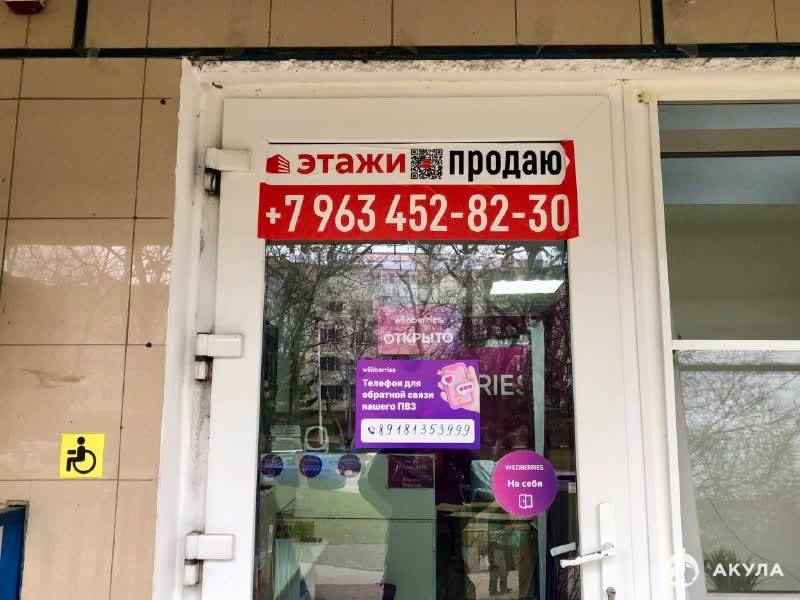 этажи продаю
+7 963 452-82-30
wildberries
ОТКРЫТО
wildberries
Телефон для
обратной связи
нашего ПВЗ
89181353999
RIES
WILDBERRIES
На себя
АКУЛА